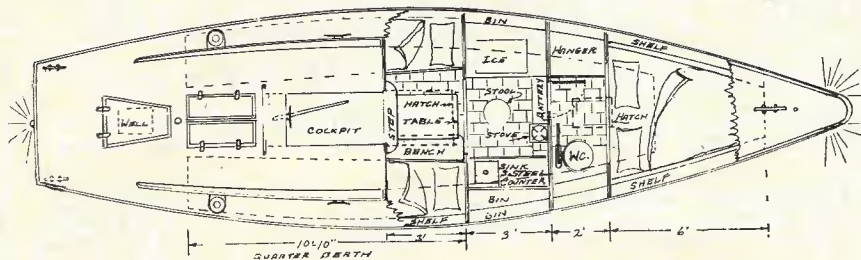 BIN
HANGER
SHELF
ICE
STOOL
BATTERY
HATCH
TABLE
HATCH
WELL
COCKPIT
STEP
STOVE
BENCH
W.C.
SINK
S. STEEL
COUNTER
BIN
SHELF
SHELF
BIN
10'-10"
3'
3'
2'
6'
QUARTER BERTH